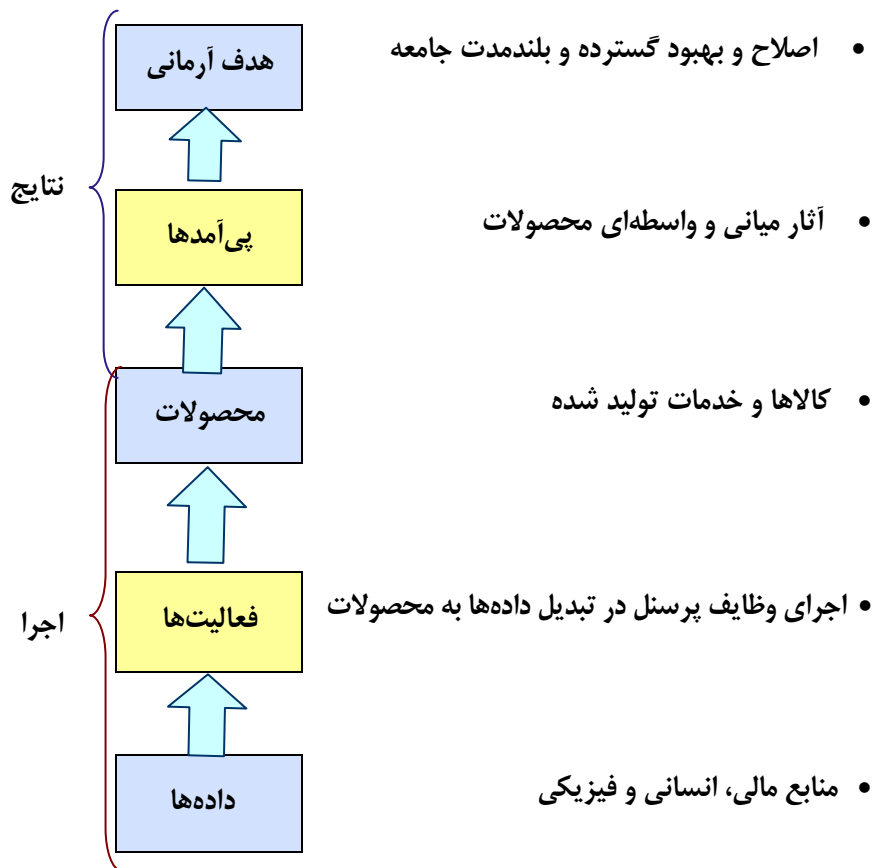 هدف آرمانی
• اصلاح و بهبود گسترده و بلندمدت جامعه
نتایج
پی‌آمدها
• آثار میانی و واسطه‌ای محصولات
محصولات
• کالاها و خدمات تولید شده
اجرا
فعالیت‌ها
• اجرای وظایف پرسنل در تبدیل داده‌ها به محصولات
داده‌ها
• منابع مالی، انسانی و فیزیکی